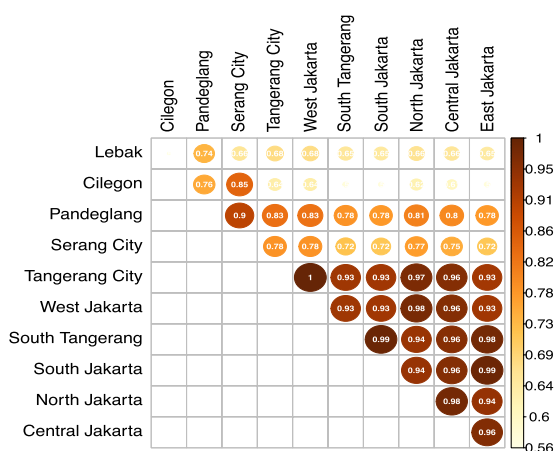 Cilegon
Pandeglang
Serang City
Tangerang City
West Jakarta
South Tangerang
South Jakarta
North Jakarta
Central Jakarta
East Jakarta
Lebak 0.74
Cilegon 0.76 0.85
Pandeglang 0.9 0.83 0.83 0.78 0.78 0.81 0.8 0.78
Serang City 0.78 0.78 0.72 0.72 0.77 0.75 0.72
Tangerang City 1 0.93 0.93 0.97 0.96 0.93
West Jakarta 0.93 0.93 0.98 0.96 0.93
South Tangerang 0.99 0.94 0.96 0.98
South Jakarta 0.94 0.96 0.99
North Jakarta 0.98 0.94
Central Jakarta 0.96
1
0.95
0.91
0.86
0.82
0.78
0.73
0.69
0.64
0.6
0.56